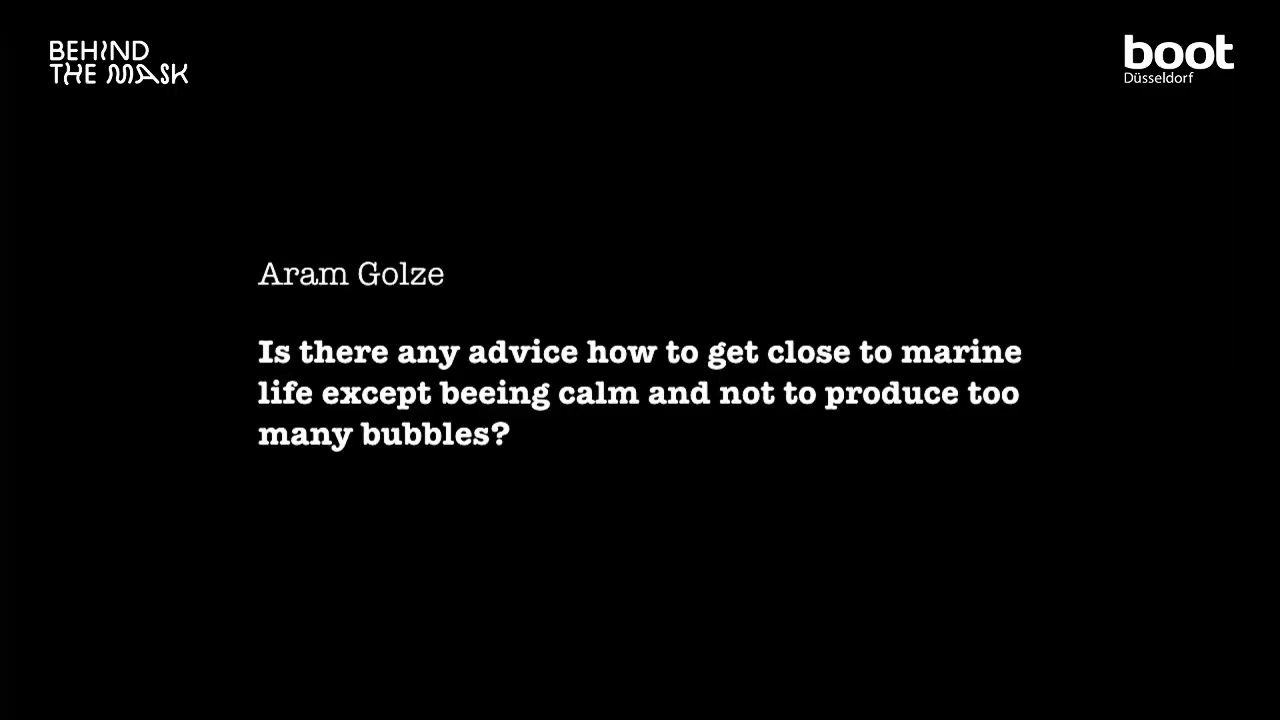 BEHIND
THE MASK
boot
Düsseldorf
Aram Golze
Is there any advice how to get close to marine
life except beeing calm and not to produce too
many bubbles?